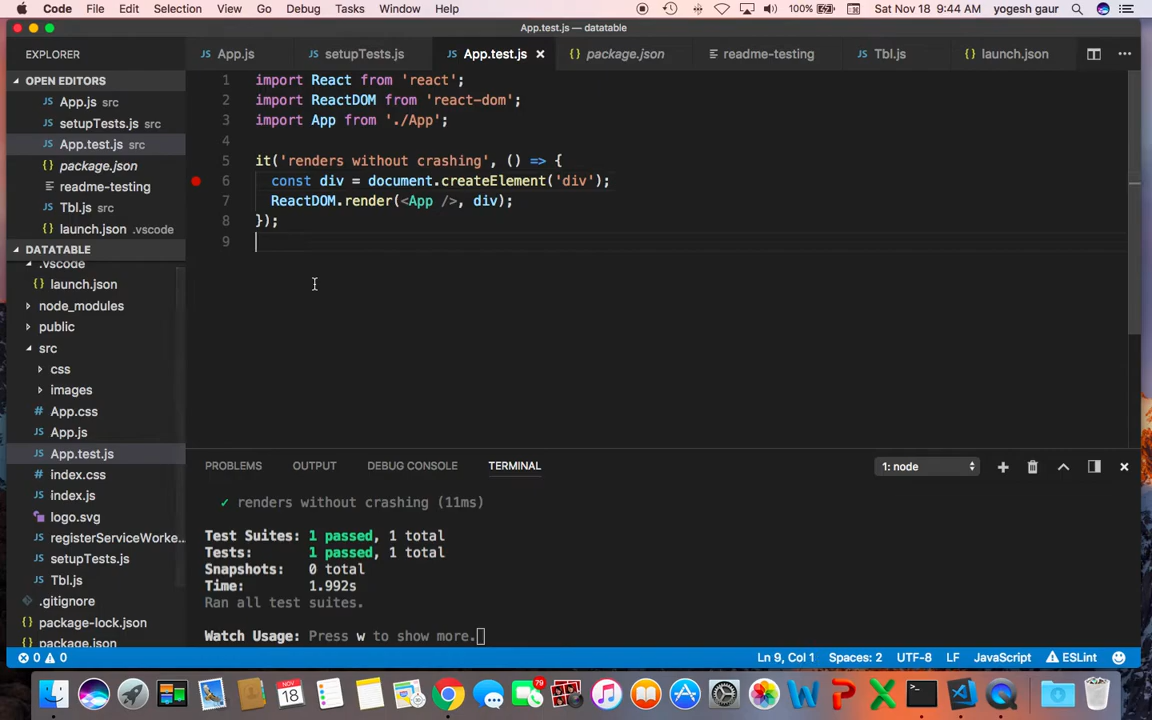 Code File Edit Selection View Go Debug Tasks Window Help 100% Sat Nov 18 9:44 AM yogesh gaur
App.test.js — datatable
EXPLORER
OPEN EDITORS
JS App.js src
JS setupTests.js src
JS App.test.js src
{} package.json
readme-testing
JS Tbl.js src
{} launch.json .vscode
DATATABLE
.vscode
{} launch.json
node_modules
public
src
css
images
# App.css
JS App.js
JS App.test.js
# index.css
JS index.js
logo.svg
JS registerServiceWorke...
JS setupTests.js
JS Tbl.js
.gitignore
{} package-lock.json
{} package.json
JS App.js JS setupTests.js JS App.test.js {} package.json readme-testing JS Tbl.js {} launch.json
1 import React from 'react';
2 import ReactDOM from 'react-dom';
3 import App from './App';
4
5 it('renders without crashing', () => {
6 const div = document.createElement('div');
7 ReactDOM.render(<App />, div);
8 });
9
PROBLEMS OUTPUT DEBUG CONSOLE TERMINAL 1: node
✓ renders without crashing (11ms)
Test Suites: 1 passed, 1 total
Tests: 1 passed, 1 total
Snapshots: 0 total
Time: 1.992s
Ran all test suites.
Watch Usage: Press w to show more.
0 0 Ln 9, Col 1 Spaces: 2 UTF-8 LF JavaScript ESLint
NOV
18
79